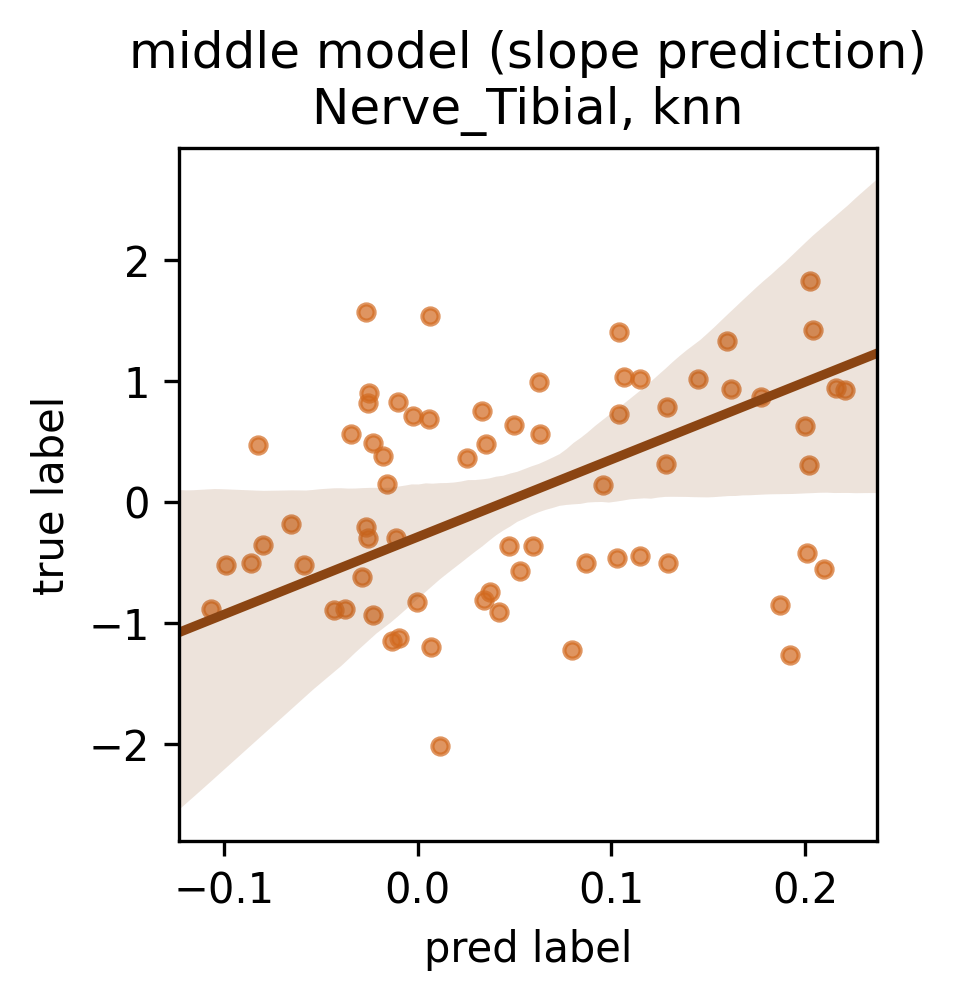 middle model (slope prediction)
Nerve_Tibial, knn
true label
2
1
0
−1
−2
−0.1 0.0 0.1 0.2
pred label